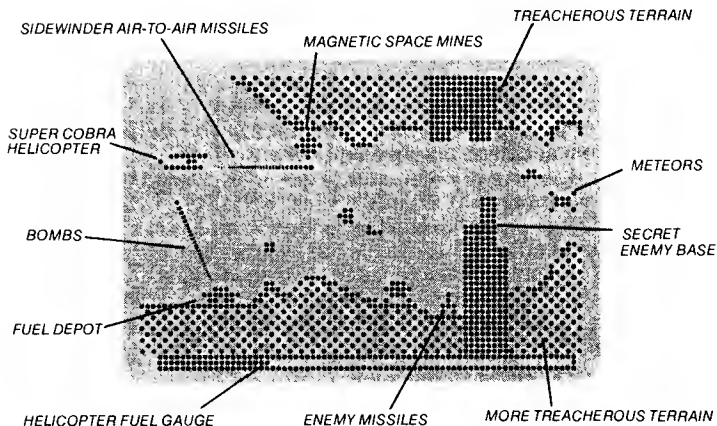 SIDEWINDER AIR-TO-AIR MISSILES
TREACHEROUS TERRAIN
MAGNETIC SPACE MINES
SUPER COBRA
HELICOPTER
METEORS
BOMBS
SECRET
ENEMY BASE
FUEL DEPOT
HELICOPTER FUEL GAUGE
ENEMY MISSILES
MORE TREACHEROUS TERRAIN